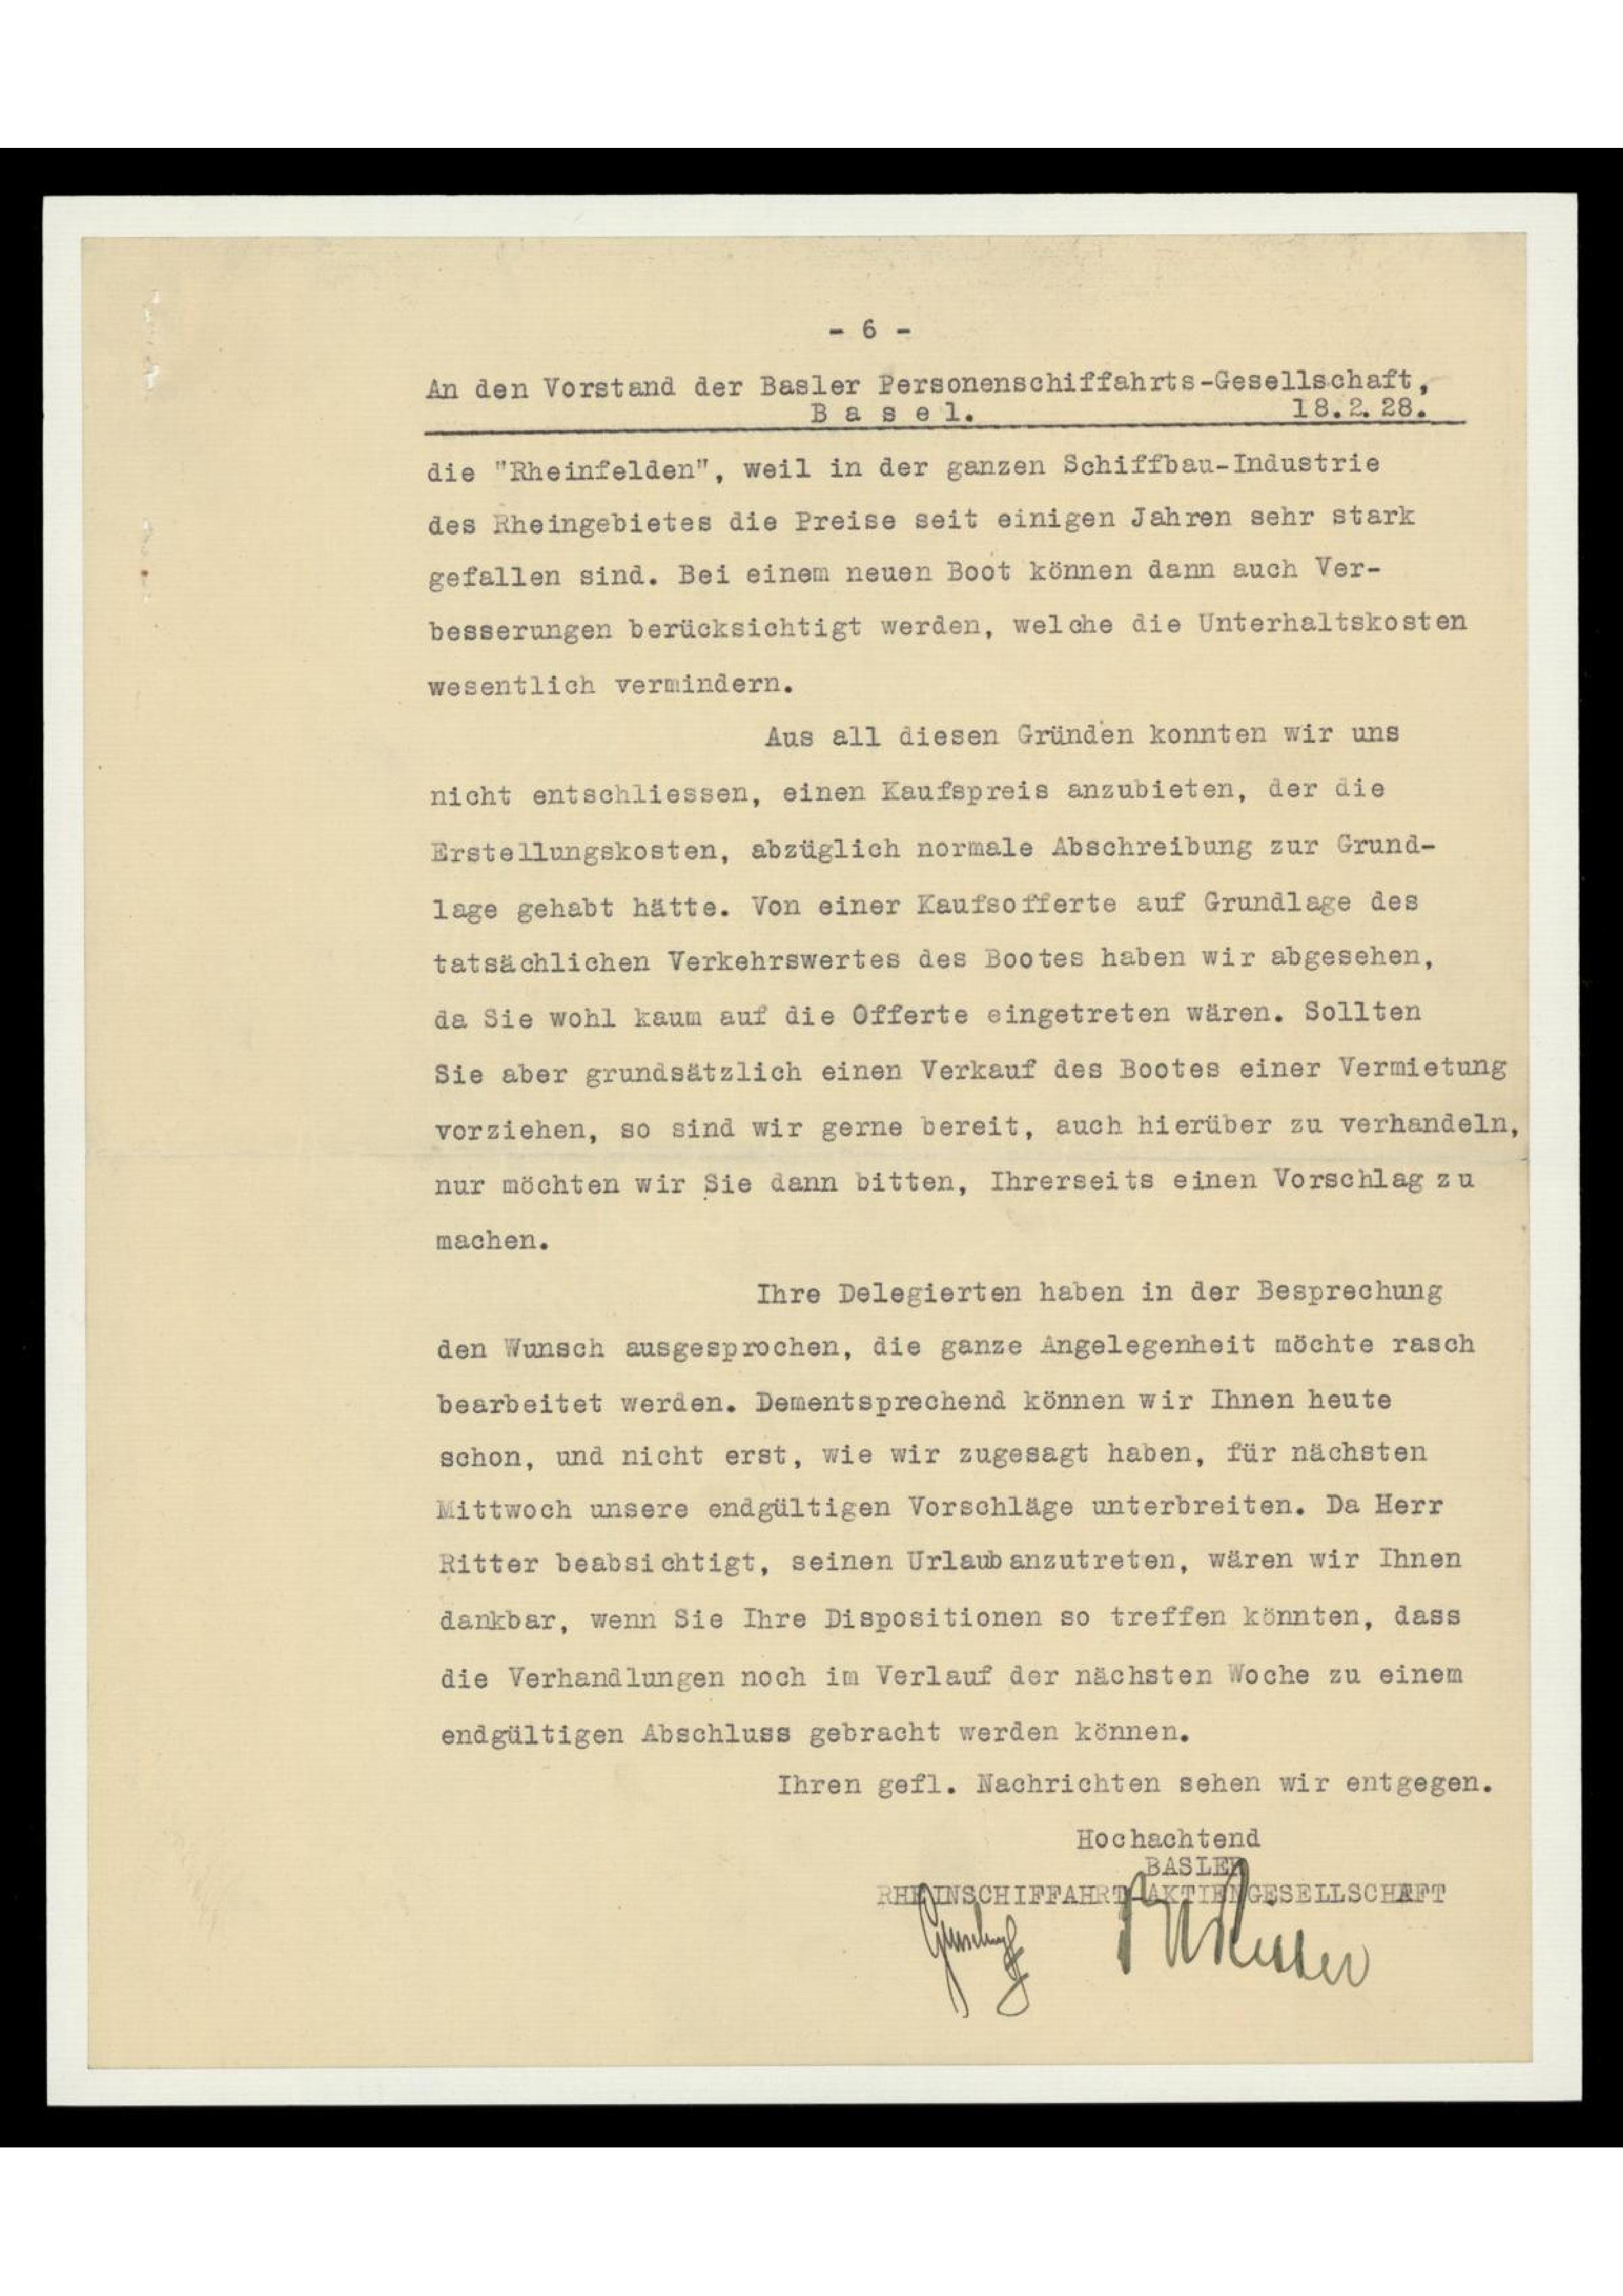 - 6 -
An den Vorstand der Basler Personenschiffahrts-Gesellschaft,
B a s e l. 18.2.28.
die "Rheinfelden", weil in der ganzen Schiffbau-Industrie
des Rheingebietes die Preise seit einigen Jahren sehr stark
gefallen sind. Bei einem neuen Boot können dann auch Ver-
besserungen berücksichtigt werden, welche die Unterhaltskosten
wesentlich vermindern.
Aus all diesen Gründen konnten wir uns
nicht entschliessen, einen Kaufspreis anzubieten, der die
Erstellungskosten, abzüglich normale Abschreibung zur Grund-
lage gehabt hätte. Von einer Kaufsofferte auf Grundlage des
tatsächlichen Verkehrswertes des Bootes haben wir abgesehen,
da Sie wohl kaum auf die Offerte eingetreten wären. Sollten
Sie aber grundsätzlich einen Verkauf des Bootes einer Vermietung
vorziehen, so sind wir gerne bereit, auch hierüber zu verhandeln,
nur möchten wir Sie dann bitten, Ihrerseits einen Vorschlag zu
machen.
Ihre Delegierten haben in der Besprechung
den Wunsch ausgesprochen, die ganze Angelegenheit möchte rasch
bearbeitet werden. Dementsprechend können wir Ihnen heute
schon, und nicht erst, wie wir zugesagt haben, für nächsten
Mittwoch unsere endgültigen Vorschläge unterbreiten. Da Herr
Ritter beabsichtigt, seinen Urlaub anzutreten, wären wir Ihnen
dankbar, wenn Sie Ihre Dispositionen so treffen könnten, dass
die Verhandlungen noch im Verlauf der nächsten Woche zu einem
endgültigen Abschluss gebracht werden können.
Ihren gefl. Nachrichten sehen wir entgegen.
Hochachtend
BASLER
RHEINSCHIFFAHRT-AKTIENGESELLSCHAFT